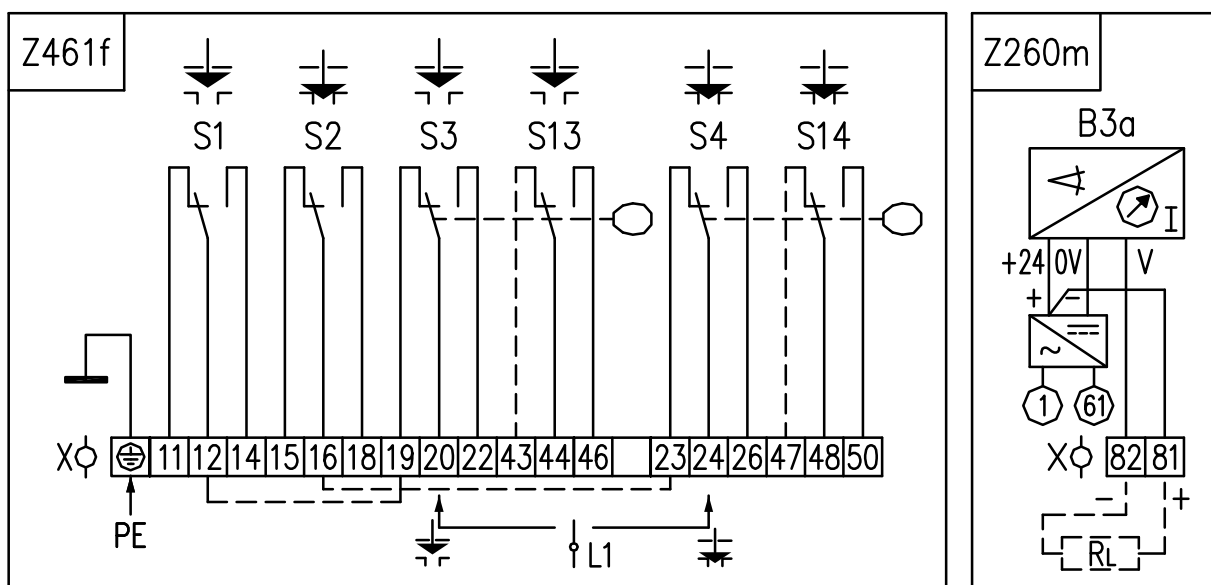 Z461f
S1 S2 S3 S13 S4 S14
X 11 12 14 15 16 18 19 20 22 43 44 46 23 24 26 47 48 50
PE
L1
Z260m
B3a
I
+24 0V V
+ -
~
1 61
X 82 81
- +
RL